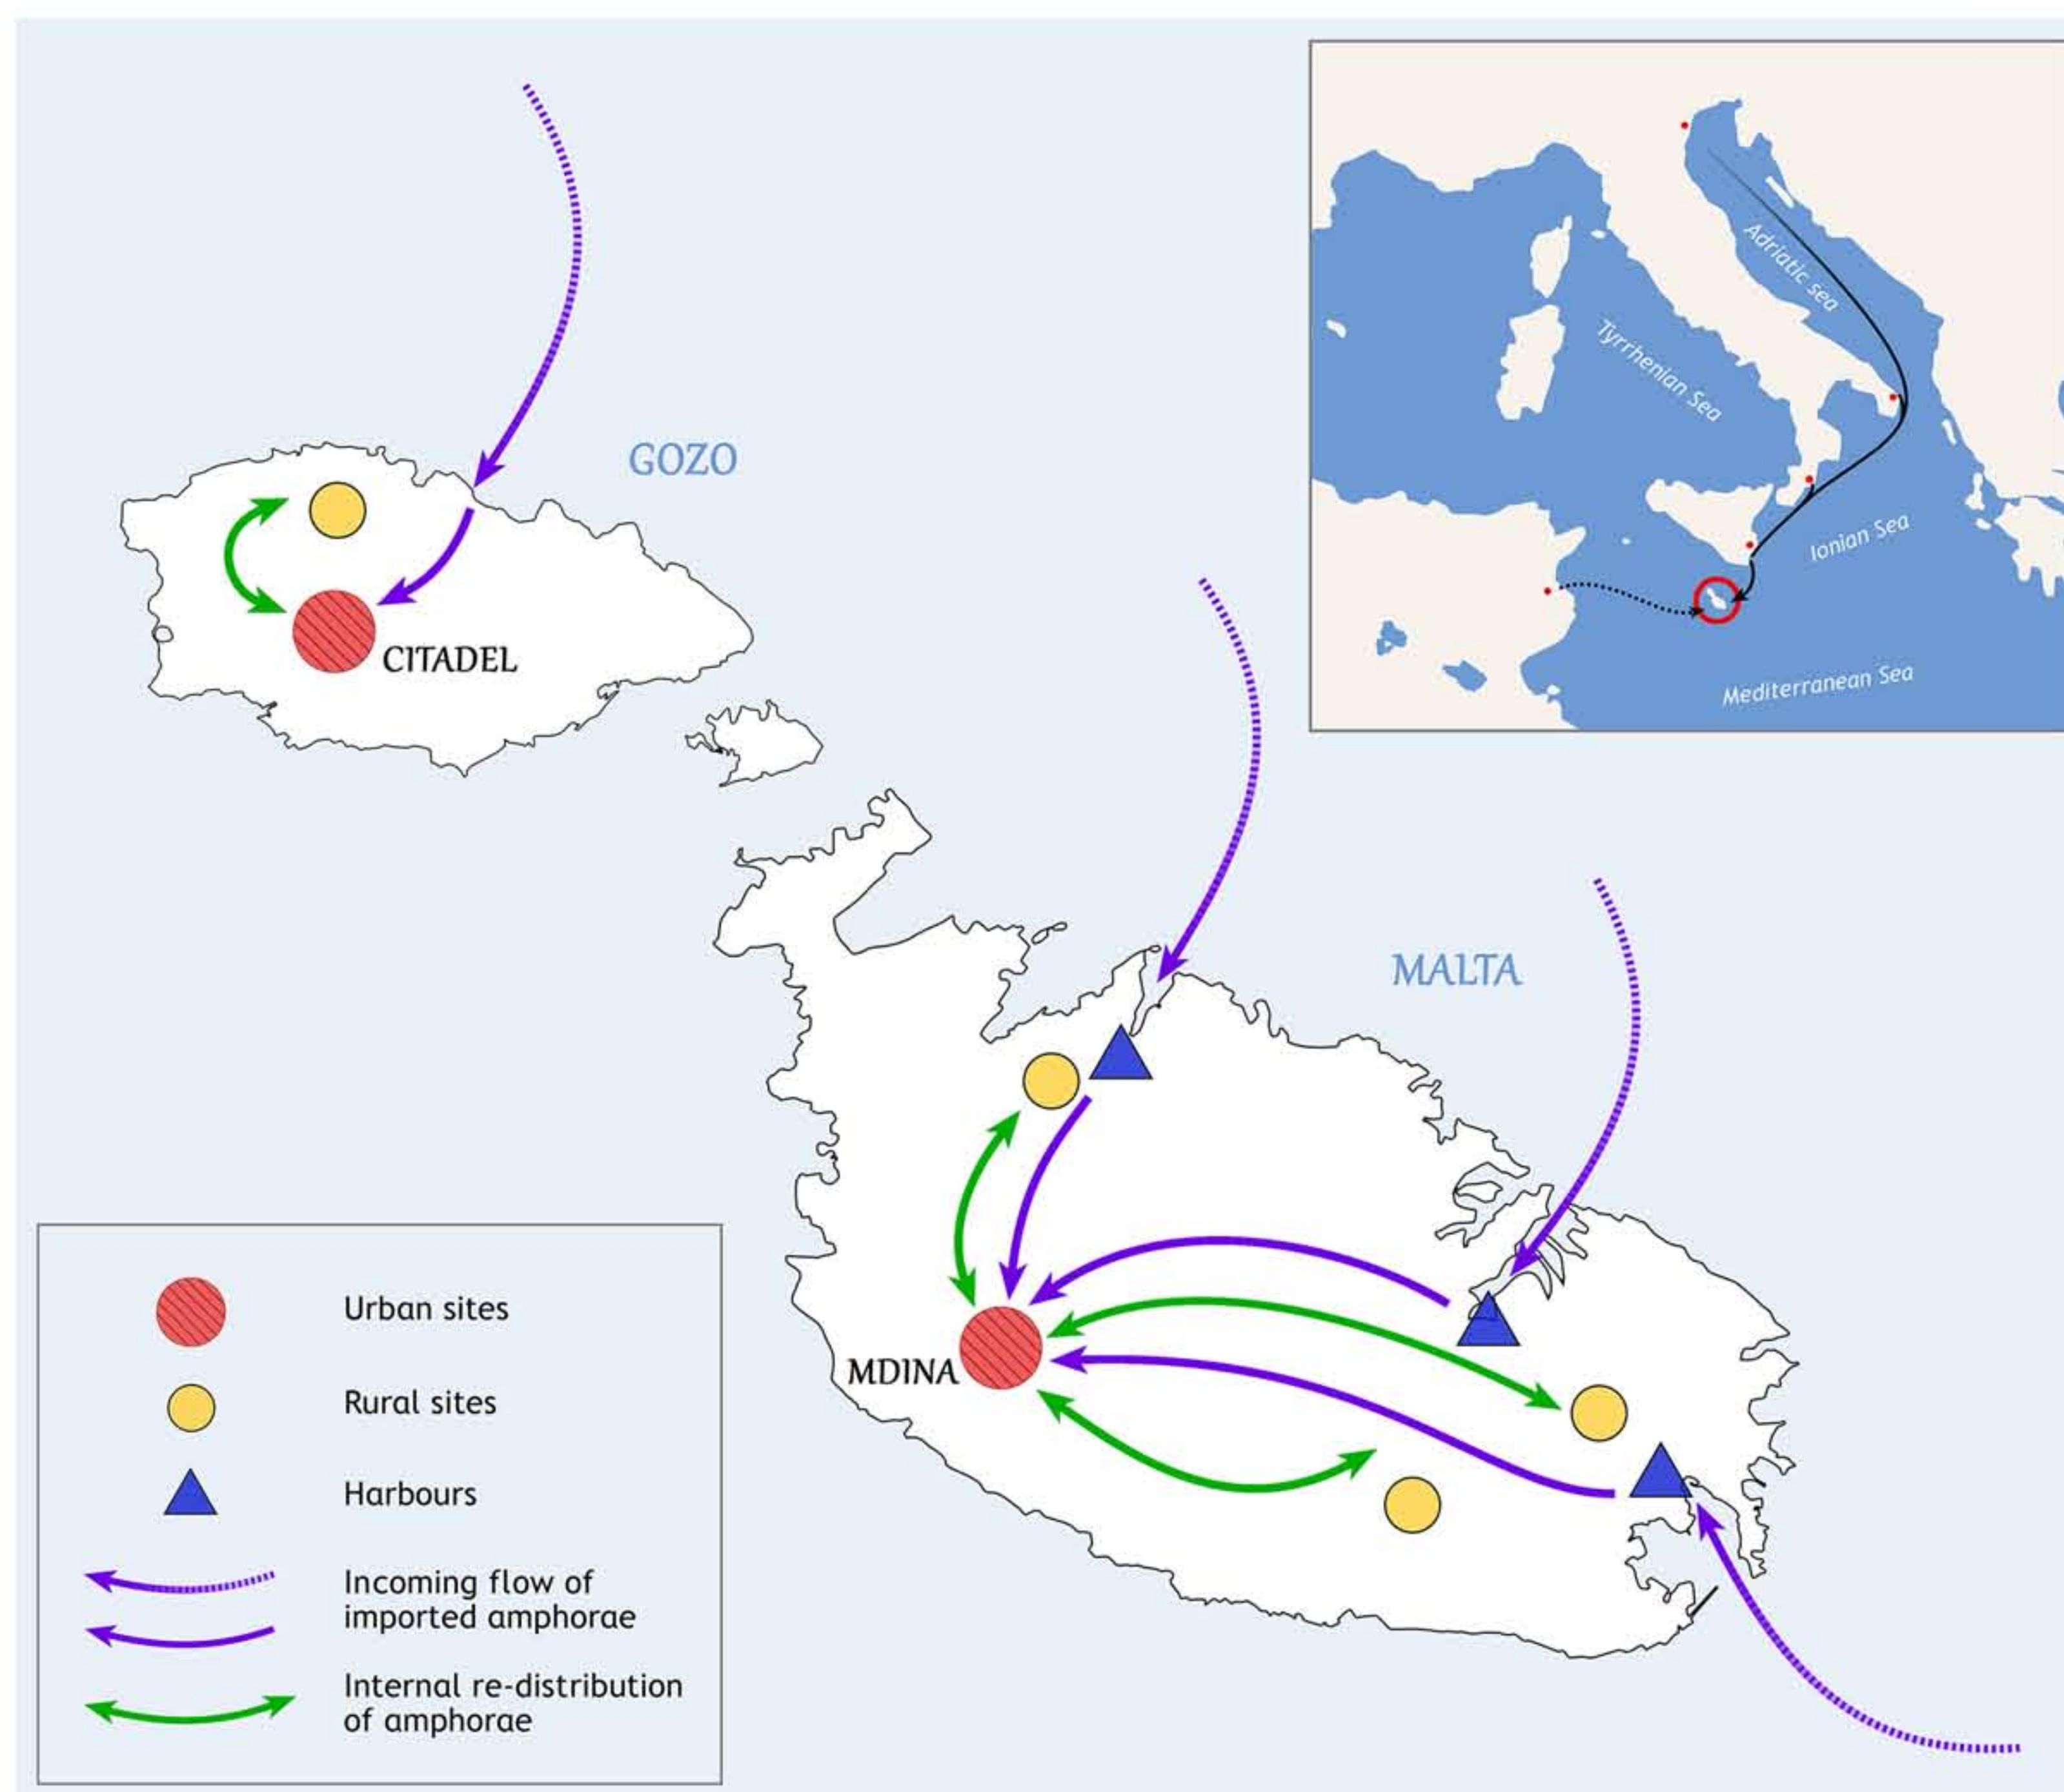 GOZO
CITADEL
Adriatic sea
Tyrrhenian Sea
Ionian Sea
Mediterranean Sea
MALTA
MDINA
Urban sites
Rural sites
Harbours
Incoming flow of
imported amphorae
Internal re-distribution
of amphorae